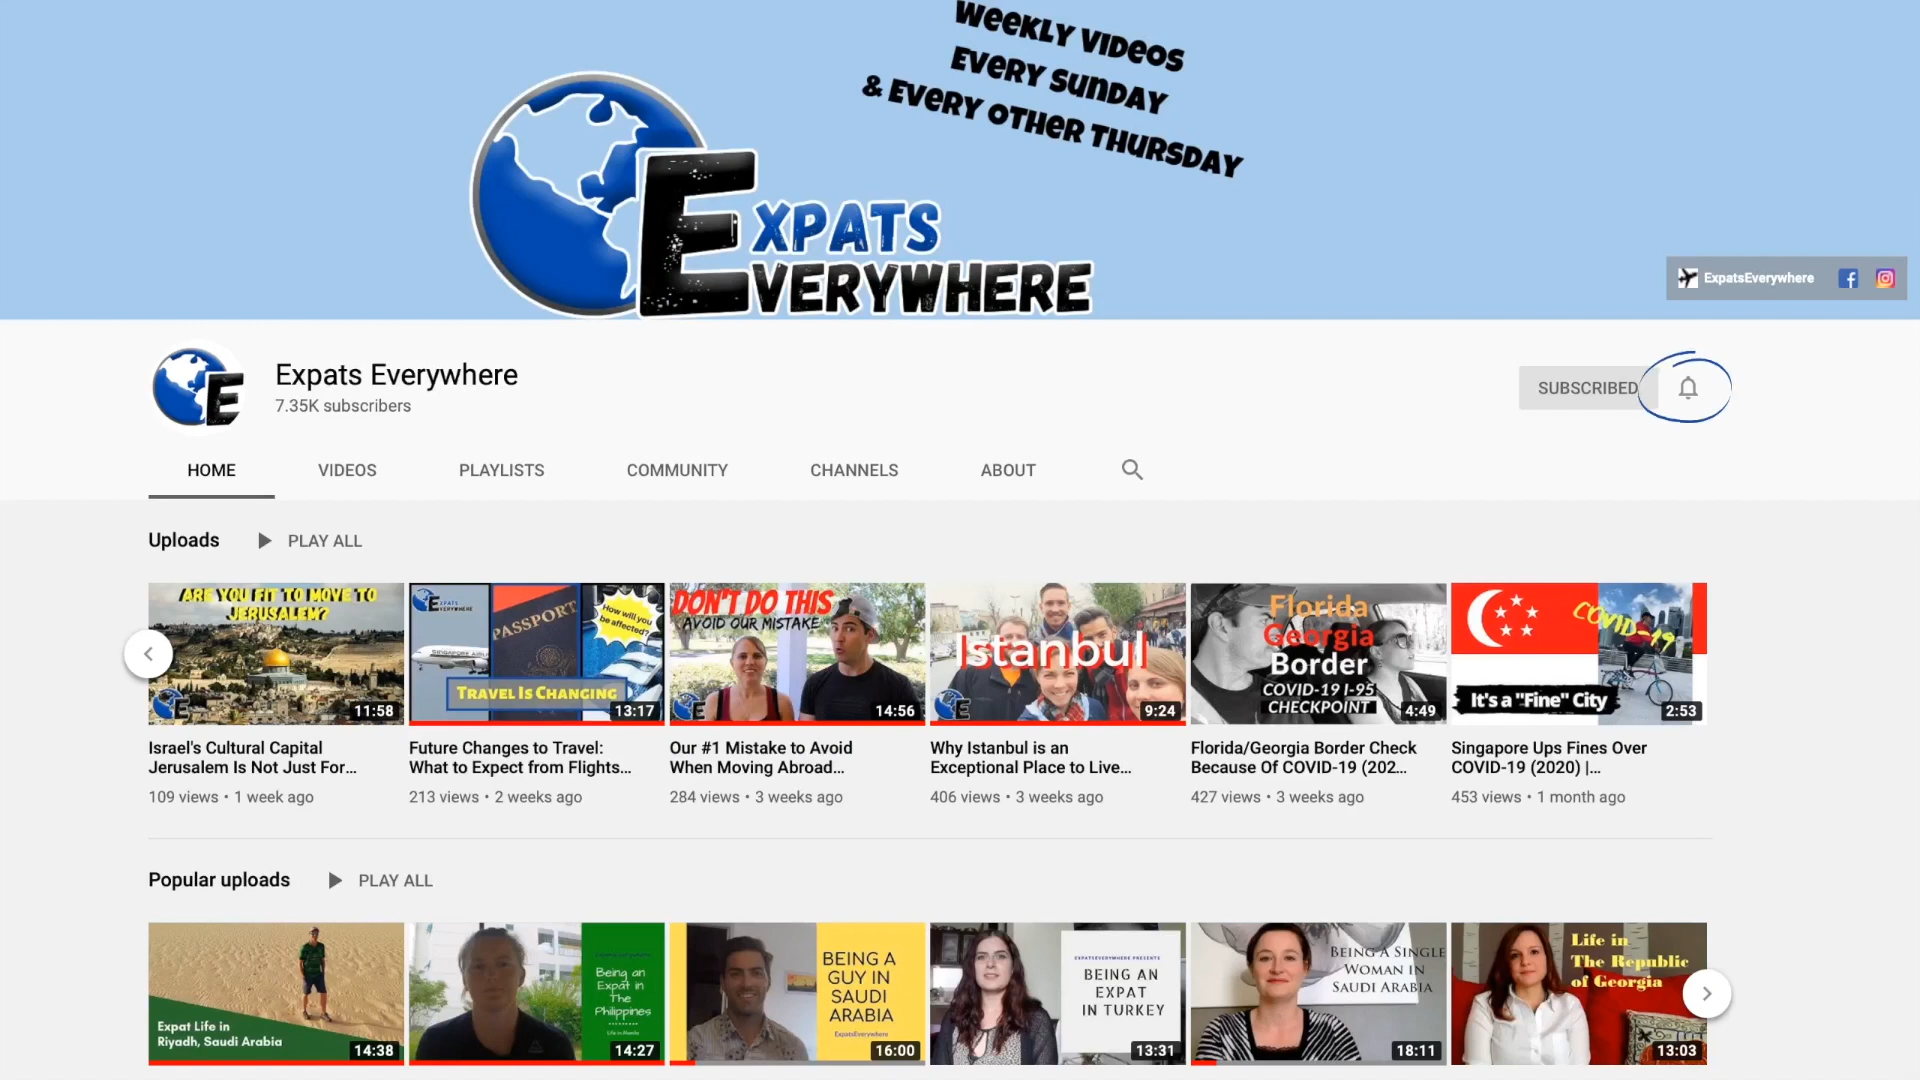 WEEKLY VIDEOS
EVERY SUNDAY
& EVERY OTHER THURSDAY
EXPATS
EVERYWHERE
ExpatsEverywhere
Expats Everywhere
7.35K subscribers
SUBSCRIBED
HOME VIDEOS PLAYLISTS COMMUNITY CHANNELS ABOUT
Uploads PLAY ALL
ARE YOU FIT TO MOVE TO
JERUSALEM?
11:58
EXPATS
EVERYWHERE
PASSPORT
How will you
be affected?
SINGAPORE AIRLI
TRAVEL IS CHANGING
13:17
DON'T DO THIS
AVOID OUR MISTAKE
14:56
Istanbul
9:24
Florida
Georgia
Border
COVID-19 I-95
CHECKPOINT
4:49
COVID-19
It's a "Fine" City
2:53
Israel's Cultural Capital
Jerusalem Is Not Just For...
109 views • 1 week ago
Future Changes to Travel:
What to Expect from Flights...
213 views • 2 weeks ago
Our #1 Mistake to Avoid
When Moving Abroad...
284 views • 3 weeks ago
Why Istanbul is an
Exceptional Place to Live...
406 views • 3 weeks ago
Florida/Georgia Border Check
Because Of COVID-19 (202...
427 views • 3 weeks ago
Singapore Ups Fines Over
COVID-19 (2020) |...
453 views • 1 month ago
Popular uploads PLAY ALL
Expat Life in
Riyadh, Saudi Arabia
14:38
Being an
Expat in
The
Philippines
Life in Manila
14:27
BEING A
GUY IN
SAUDI
ARABIA
ExpatsEverywhere
16:00
EXPATSEVERYWHERE PRESENTS
BEING AN
EXPAT
IN TURKEY
13:31
BEING A SINGLE
WOMAN IN
SAUDI ARABIA
18:11
Life in
The Republic
of Georgia
13:03